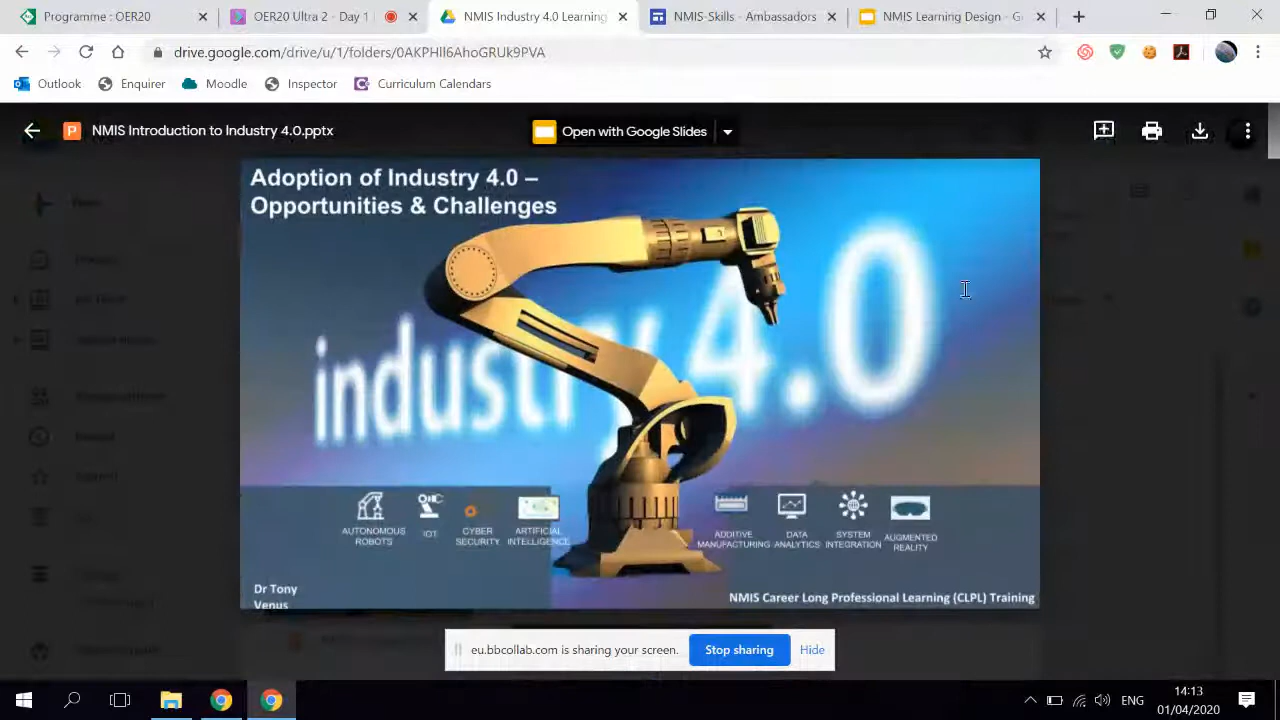 Programme : OER20
OER20 Ultra 2 - Day 1
NMIS Industry 4.0 Learning
NMIS-Skills - Ambassadors
NMIS Learning Design - G
drive.google.com/drive/u/1/folders/0AKPHll6AhoGRUk9PVA
Outlook
Enquirer
Moodle
Inspector
Curriculum Calendars
NMIS Introduction to Industry 4.0.pptx
Open with Google Slides
Adoption of Industry 4.0 –
Opportunities & Challenges
industry 4.0
AUTONOMOUS
ROBOTS
IOT
CYBER
SECURITY
ARTIFICIAL
INTELLIGENCE
ADDITIVE
MANUFACTURING
DATA
ANALYTICS
SYSTEM
INTEGRATION
AUGMENTED
REALITY
Dr Tony
Venus
NMIS Career Long Professional Learning (CLPL) Training
eu.bbcollab.com is sharing your screen.
Stop sharing
Hide
ENG
14:13
01/04/2020